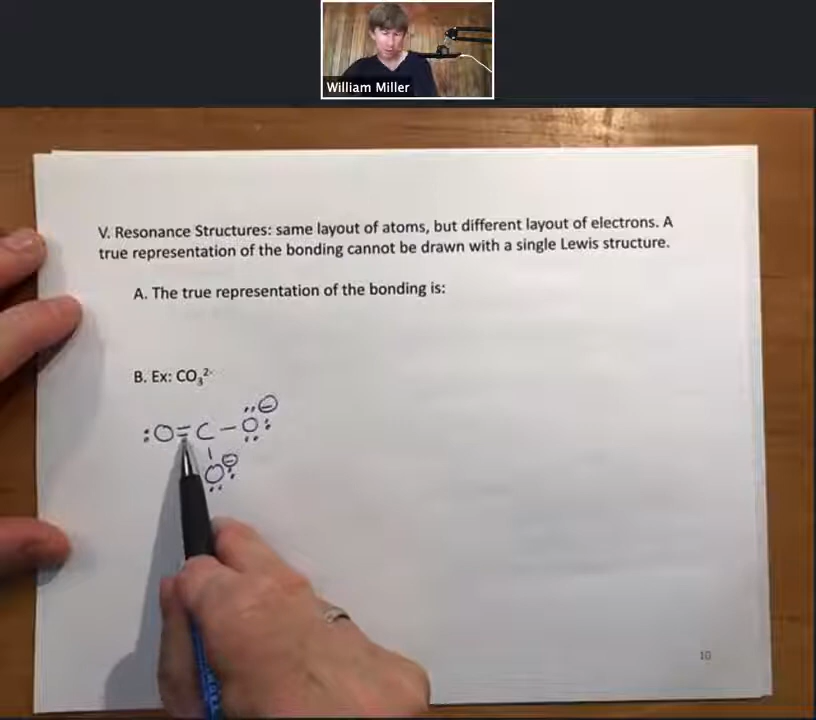 William Miller
V. Resonance Structures: same layout of atoms, but different layout of electrons. A
true representation of the bonding cannot be drawn with a single Lewis structure.
A. The true representation of the bonding is:
B. Ex: CO₃²⁻
:O=C-O:
O
10